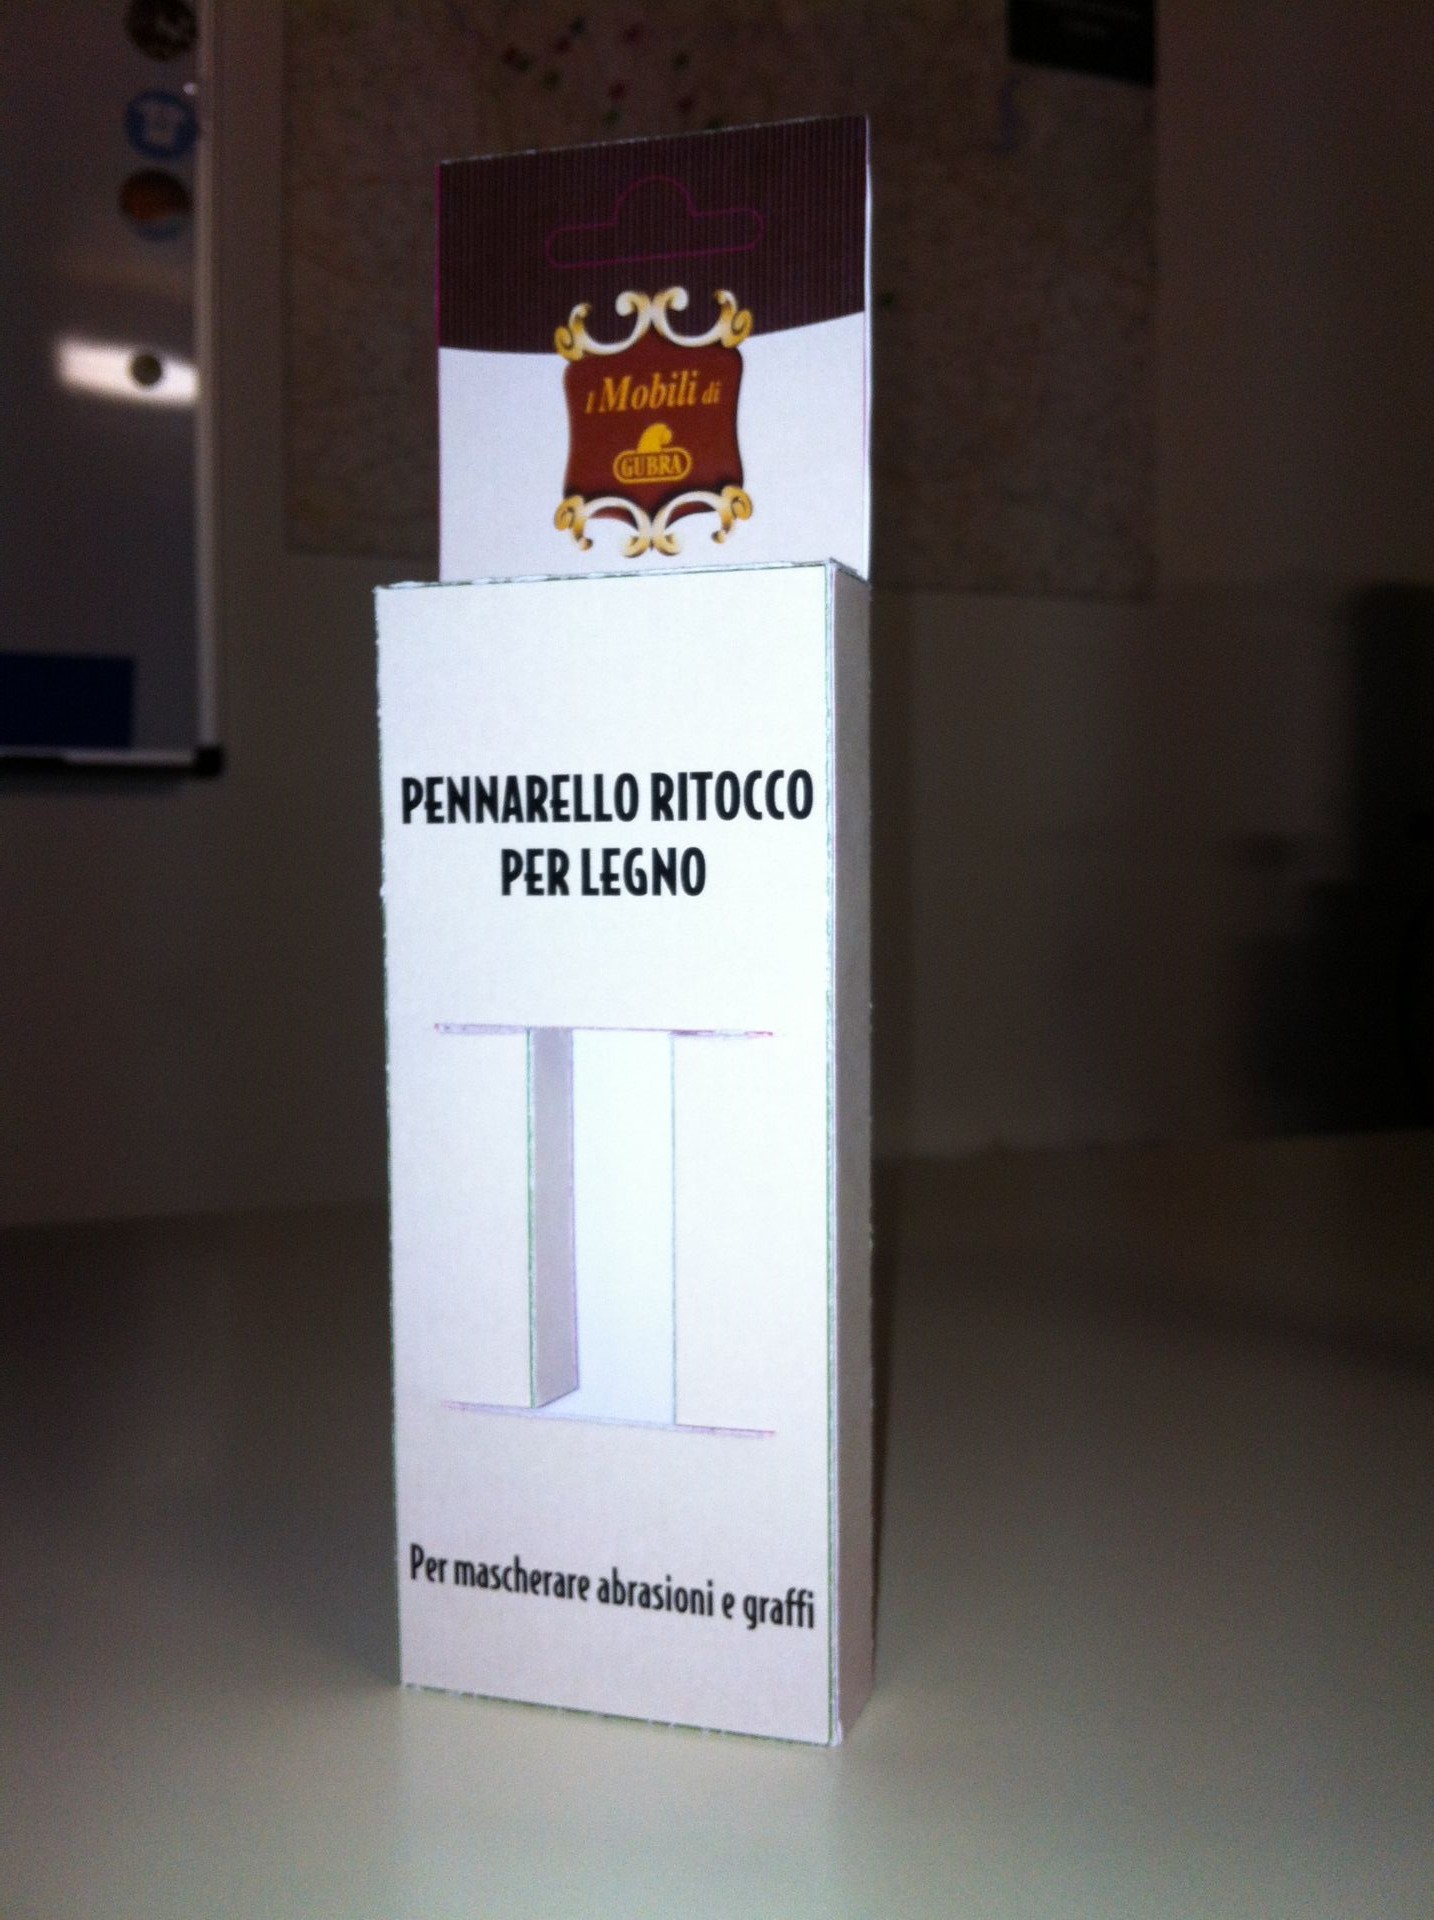 I Mobili di
GUBRA
PENNARELLO RITOCCO
PER LEGNO
Per mascherare abrasioni e graffi